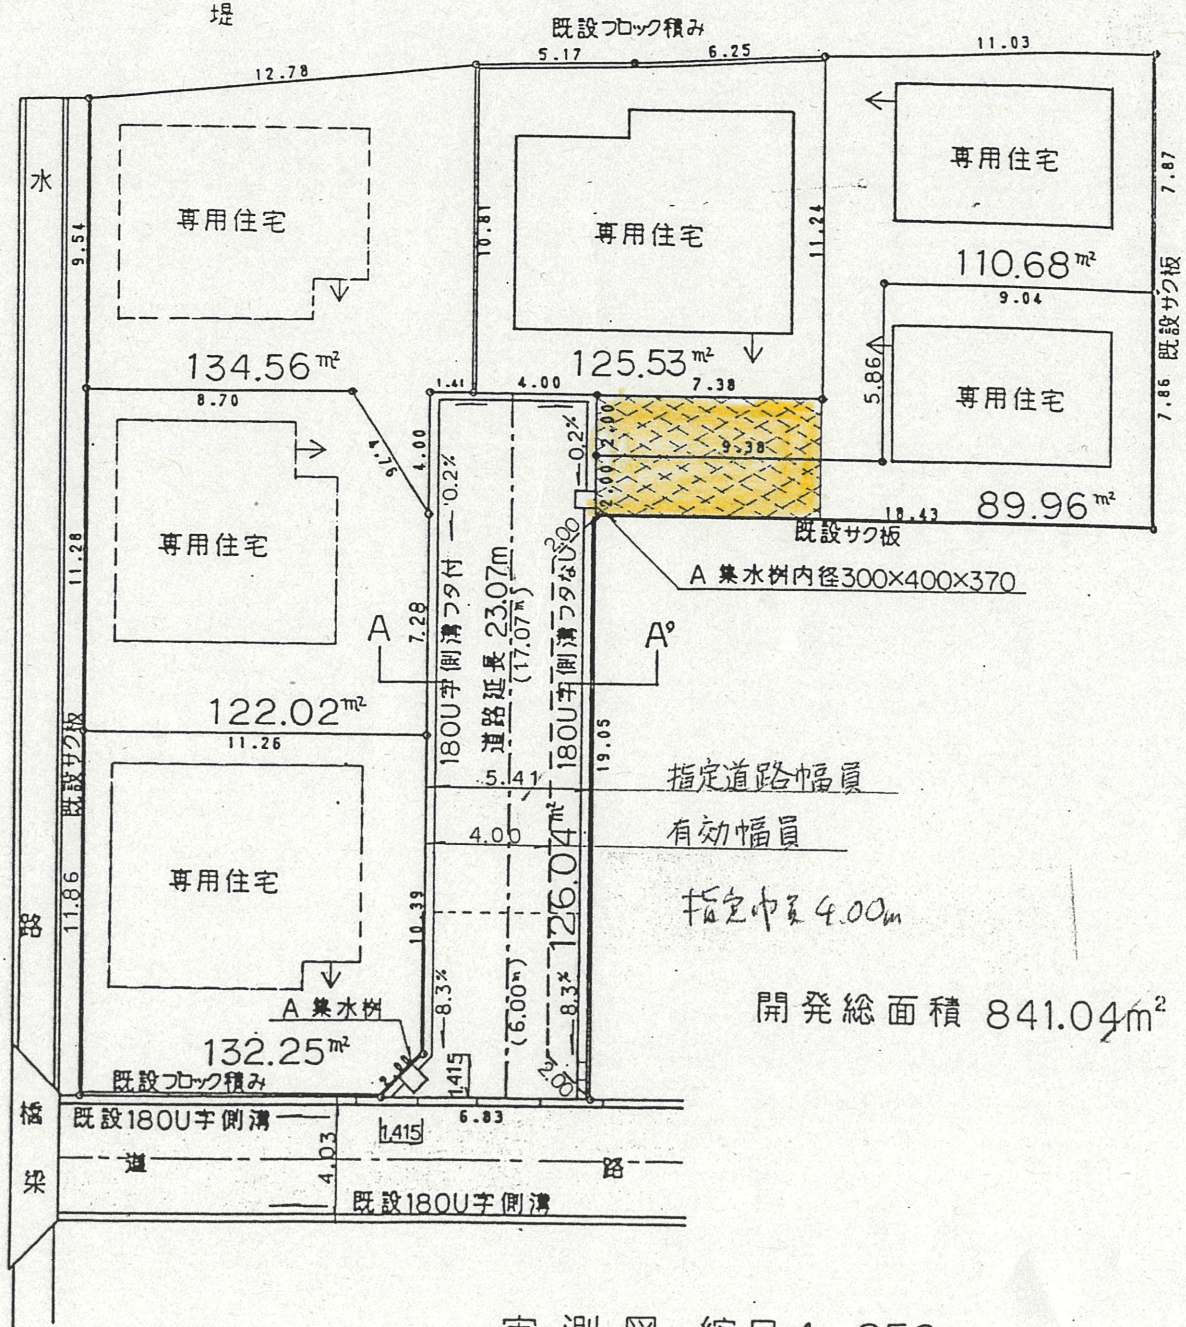 堤
既設ブロック積み
12.78
5.17
6.25
11.03
水
専用住宅
専用住宅
専用住宅
9.54
10.81
11.24
7.87
110.68m²
9.04
既設サク板
134.56m²
8.70
1.41
4.00
125.53m²
7.38
5.86
専用住宅
7.86
4.76
4.00
0.2%
0.2%
2.00
9.38
2.00
18.43
89.96m²
既設サク板
専用住宅
11.28
2.00
A 集水桝内径300×400×370
7.28
A
180U字側溝フタ付
道路延長 23.07m
(17.07m)
180U字側溝フタなし
A'
122.02m²
11.26
既設サク板
19.05
5.41
指定道路幅員
4.00
有効幅員
126.04m²
専用住宅
11.86
路
10.39
指定巾員 4.00m
8.3%
(6.00m)
8.3%
開発総面積 841.04m²
A 集水桝
132.25m²
2.00
1.415
2.00
既設ブロック積み
6.83
橋梁
既設180U字側溝
1.415
道
4.03
路
既設180U字側溝